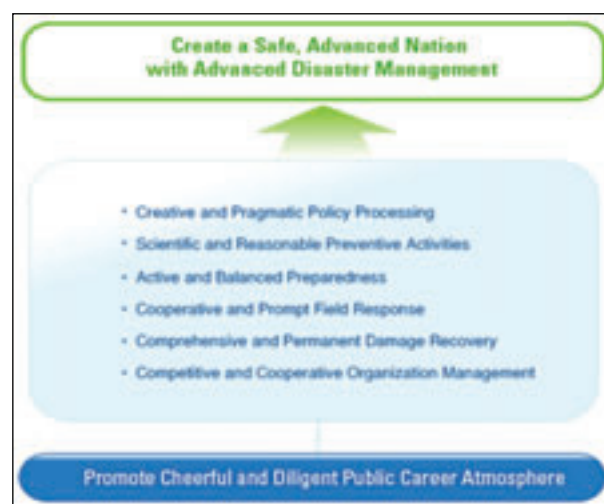 Create a Safe, Advanced Nation
with Advanced Disaster Management
• Creative and Pragmatic Policy Processing
• Scientific and Reasonable Preventive Activities
• Active and Balanced Preparedness
• Cooperative and Prompt Field Response
• Comprehensive and Permanent Damage Recovery
• Competitive and Cooperative Organization Management
Promote Cheerful and Diligent Public Career Atmosphere